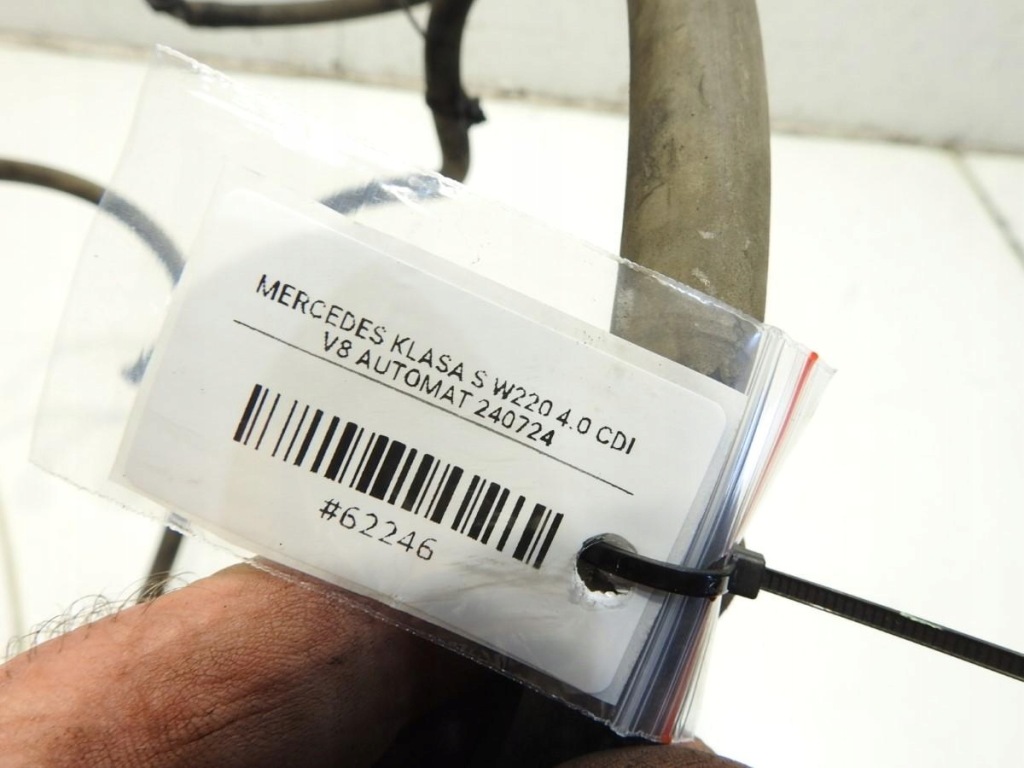 MERCEDES KLASA S W220 4.0 CDI
V8 AUTOMAT 240724
#62246